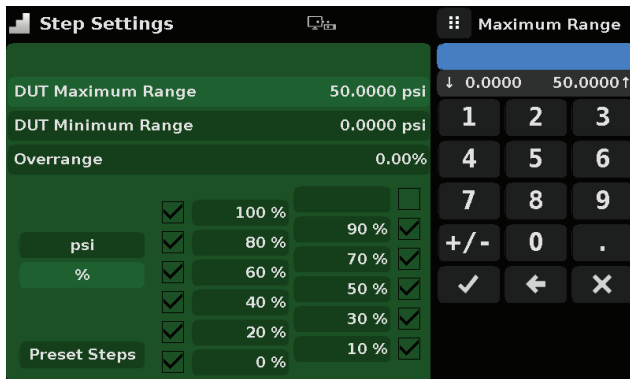 Step Settings
Maximum Range
DUT Maximum Range 50.0000 psi
↓ 0.0000 50.0000↑
DUT Minimum Range 0.0000 psi
Overrange 0.00%
1 2 3
4 5 6
7 8 9
+/- 0 .
100 %
90 %
psi
80 %
70 %
%
60 %
50 %
40 %
30 %
20 %
10 %
Preset Steps
0 %